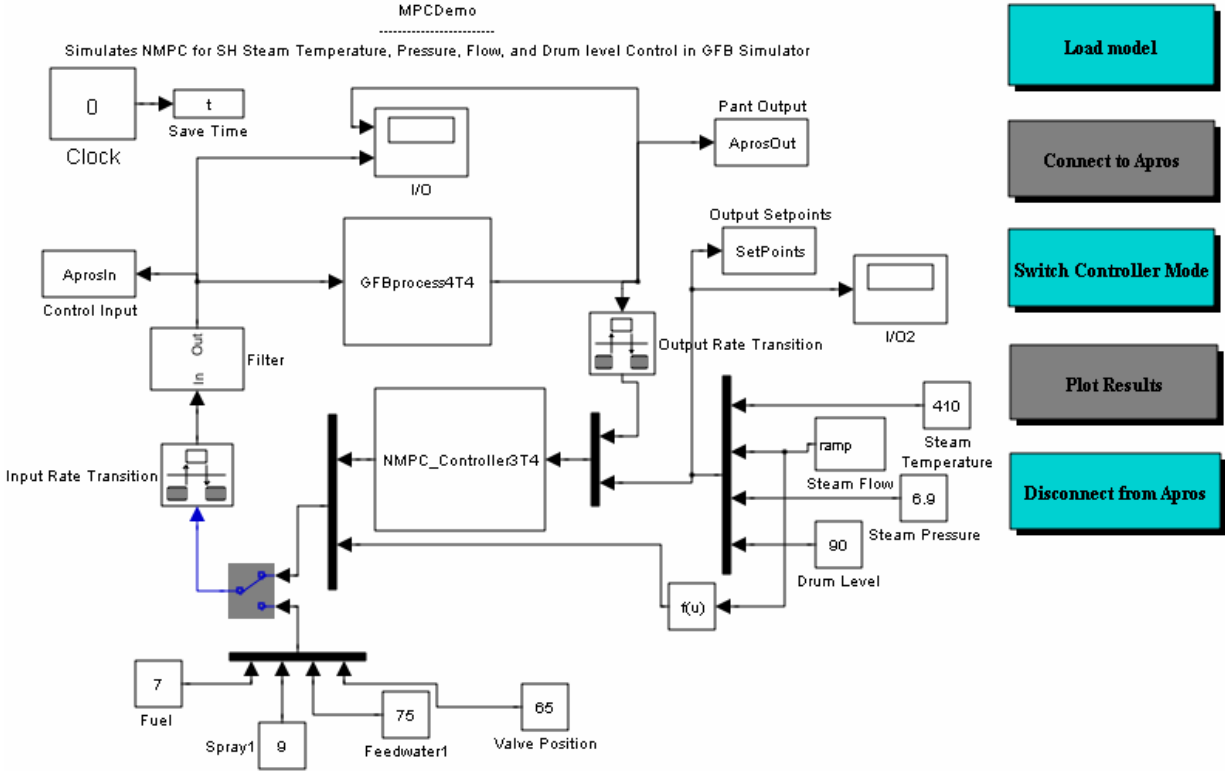 MPCDemo
------------------
Simulates NMPC for SH Steam Temperature, Pressure, Flow, and Drum level Control in GFB Simulator
Load model
0
Clock
t
Save Time
I/O
Pant Output
AprosOut
Connect to Apros
AprosIn
Control Input
GFBprocess4T4
Output Setpoints
SetPoints
I/O2
Switch Controller Mode
Out
In
Filter
Output Rate Transition
Plot Results
Input Rate Transition
NMPC_Controller3T4
410
Steam
Temperature
ramp
Steam Flow
6.9
Steam Pressure
90
Drum Level
Disconnect from Apros
f(u)
7
Fuel
Spray1
9
75
Feedwater1
65
Valve Position